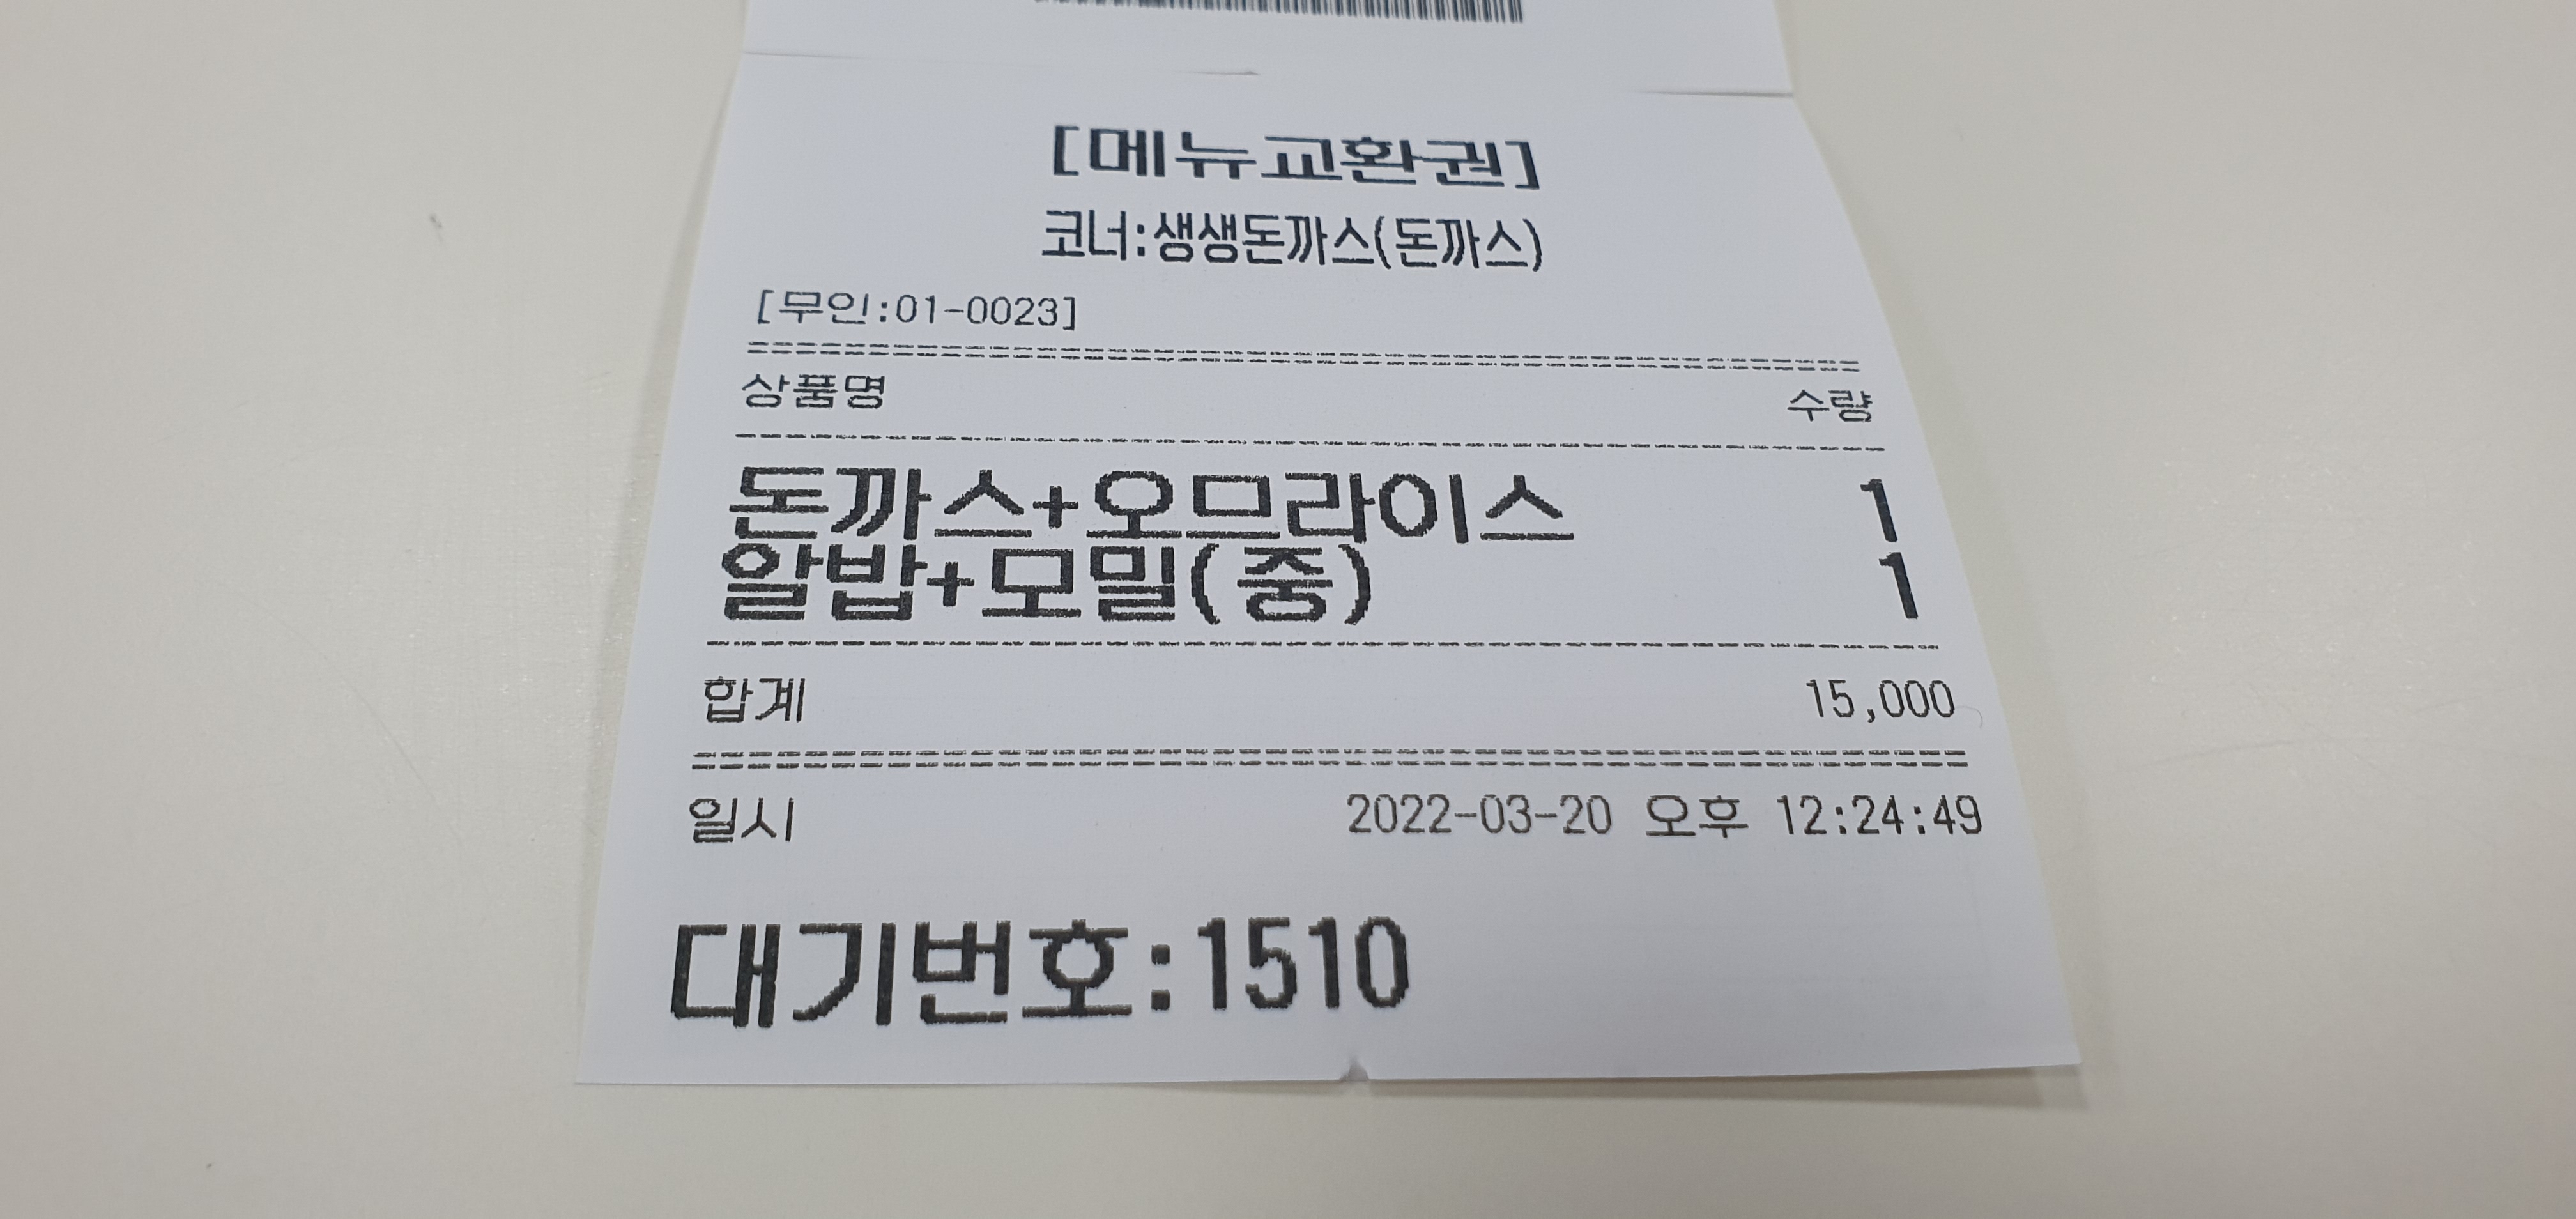 [메뉴교환권]
코너:생생돈까스(돈까스)
[무인:01-0023]
상품명 수량
돈까스+오므라이스 1
알밥+모밀(중) 1
합계 15,000
일시 2022-03-20 오후 12:24:49
대기번호:1510